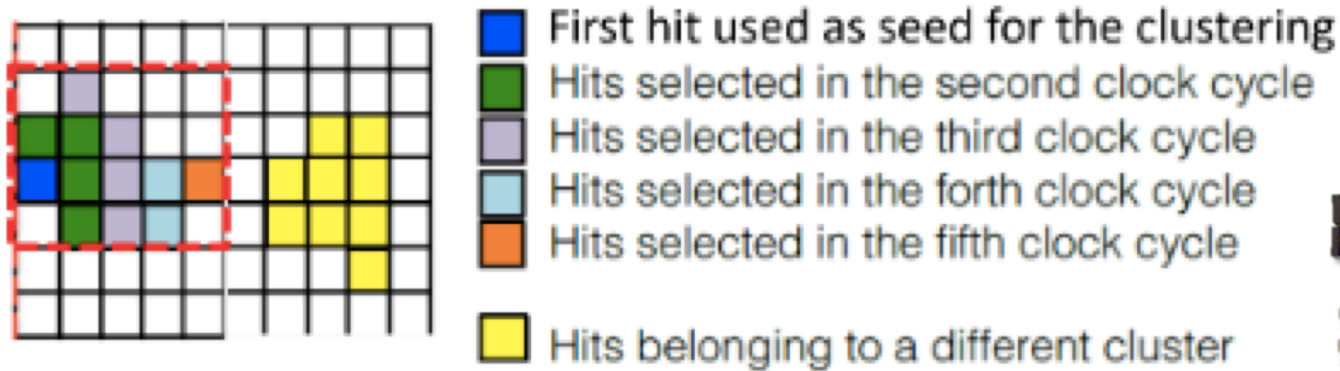 First hit used as seed for the clustering
Hits selected in the second clock cycle
Hits selected in the third clock cycle
Hits selected in the forth clock cycle
Hits selected in the fifth clock cycle
Hits belonging to a different cluster